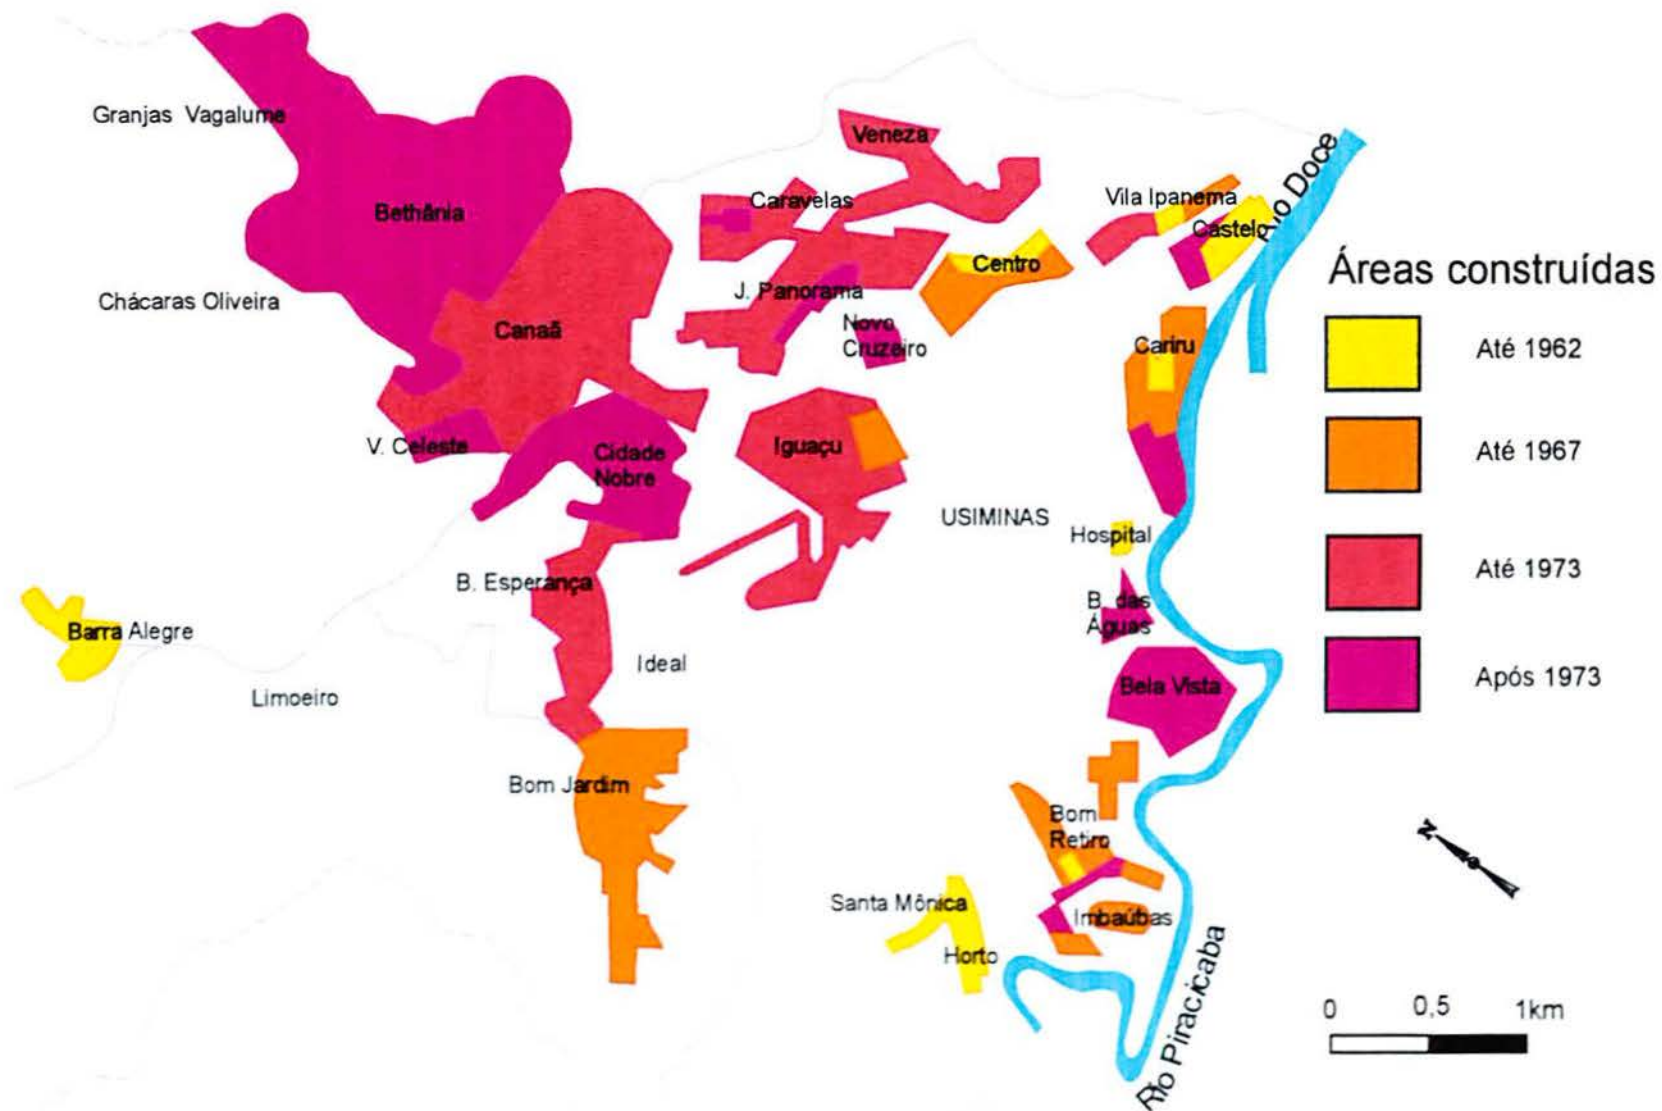 Granjas Vagalume
Veneza
Rio Doce
Caravelas
Vila Ipanema
Bethânia
Castelo
Centro
Áreas construídas
Chácaras Oliveira
J. Panorama
Canaã
Novo
Cruzeiro
Cariru
Até 1962
V. Celeste
Cidade
Nobre
Iguaçu
Até 1967
USIMINAS
Hospital
B. Esperança
Até 1973
B. das
Águas
Barra Alegre
Ideal
Limoeiro
Bela Vista
Após 1973
Bom Jardim
Bom
Retiro
N
Santa Mônica
Imbaúbas
Horto
Rio Piracicaba
0 0,5 1km